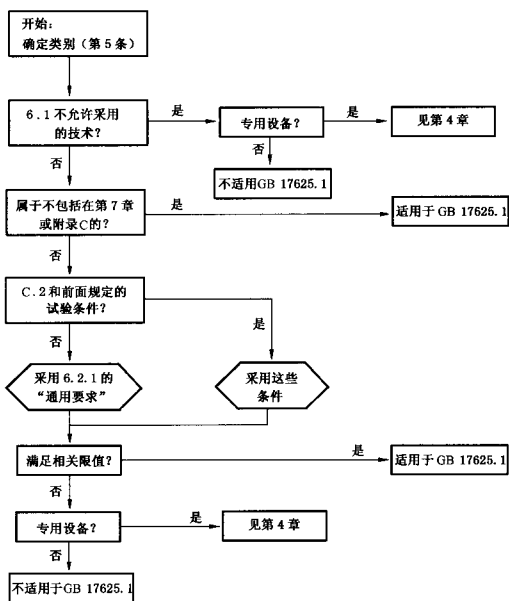 开始：
确定类别（第5条）
6.1不允许采用
的技术？
是
专用设备？
是
见第4章
否
否
不适用GB 17625.1
属于不包括在第7章
或附录C的？
是
适用于GB 17625.1
否
C.2和前面规定的
试验条件？
是
否
采用6.2.1的
“通用要求”
采用这些
条件
满足相关限值？
是
适用于GB 17625.1
否
专用设备？
是
见第4章
否
不适用于GB 17625.1